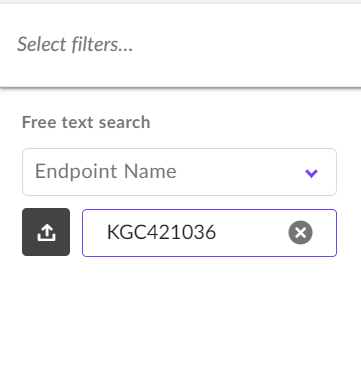 Select filters...
Free text search
Endpoint Name
KGC421036